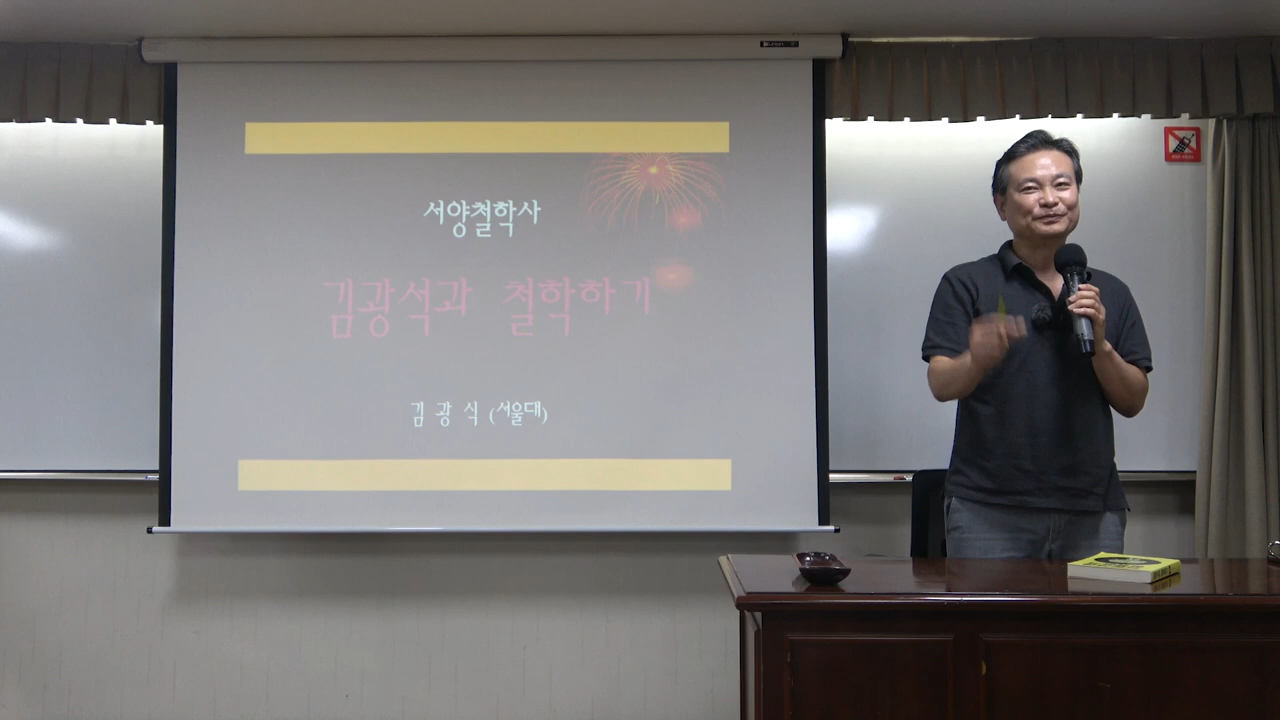 서양철학사
김광석과 철학하기
김 광 식 (서울대)